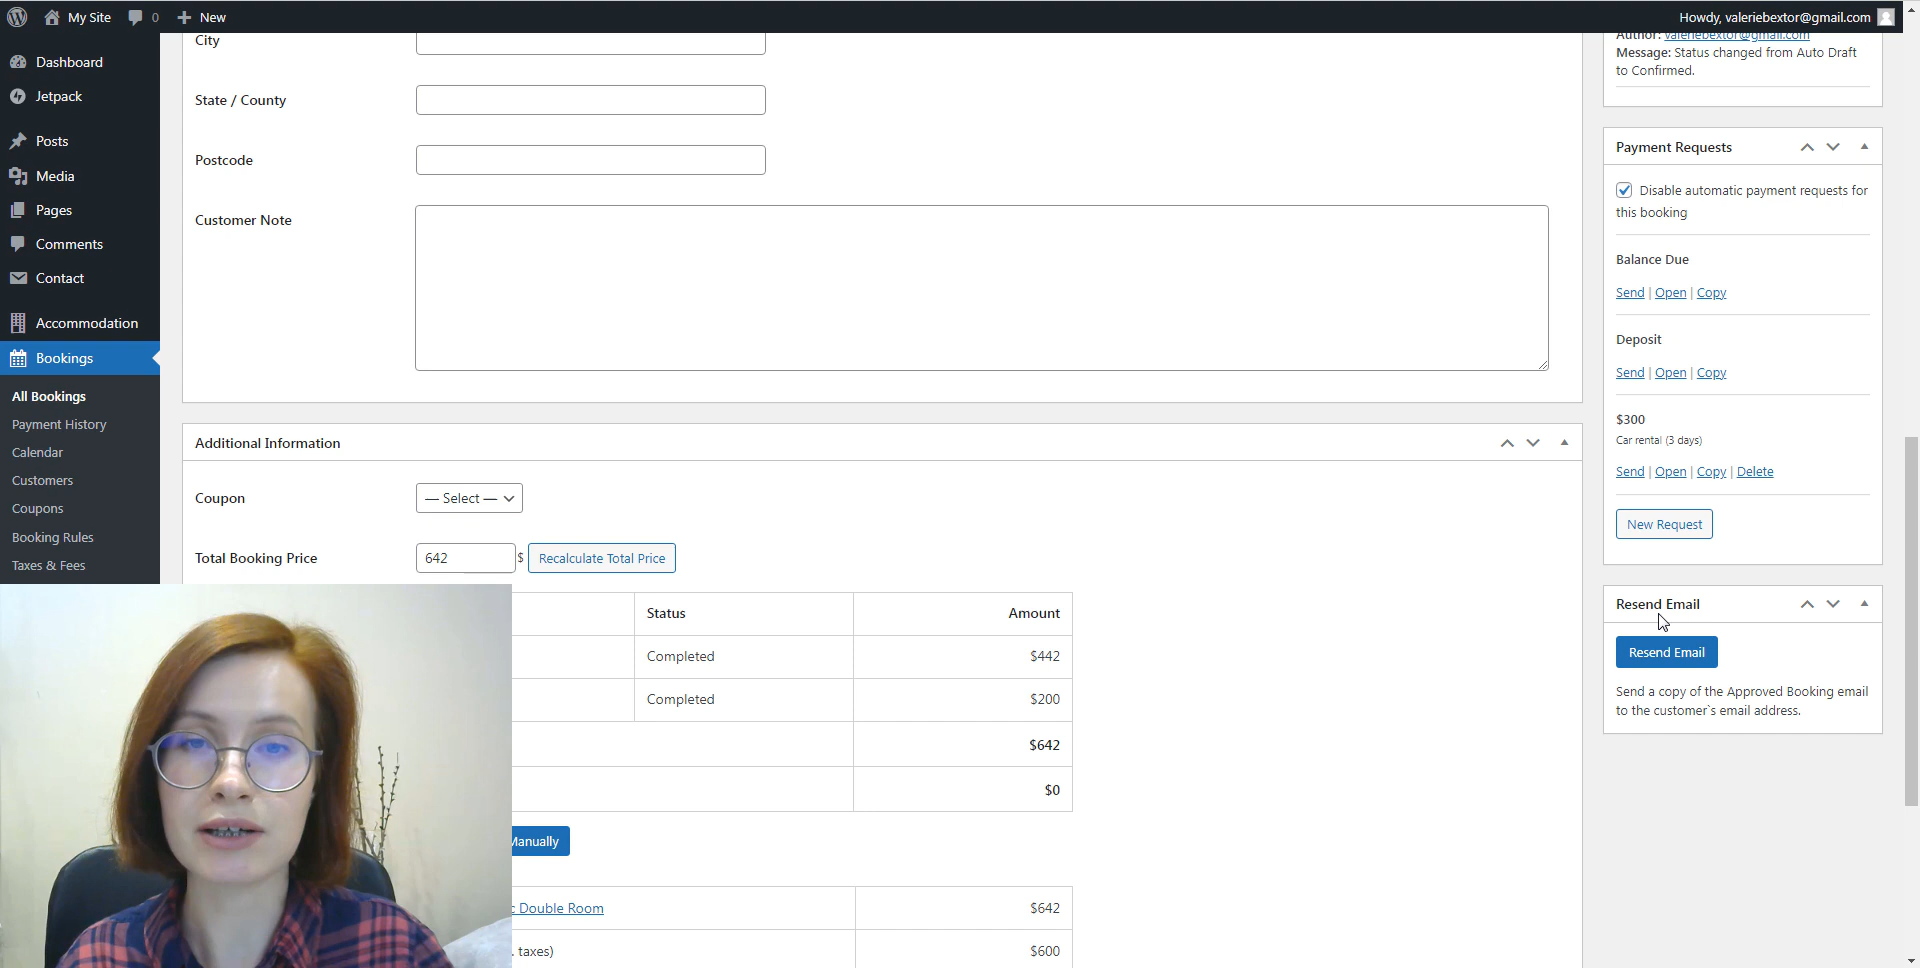 My Site
0
New
Howdy, valeriebextor@gmail.com
Dashboard
Jetpack
Posts
Media
Pages
Comments
Contact
Accommodation
Bookings
All Bookings
Payment History
Calendar
Customers
Coupons
Booking Rules
Taxes & Fees
City
State / County
Postcode
Customer Note
Additional Information
Coupon
— Select —
Total Booking Price
642
$
Recalculate Total Price
Status
Amount
Completed
$442
Completed
$200
$642
$0
Manually
Double Room
$642
. taxes)
$600
Author: valeriebextor@gmail.com
Message: Status changed from Auto Draft
to Confirmed.
Payment Requests
Disable automatic payment requests for
this booking
Balance Due
Send | Open | Copy
Deposit
Send | Open | Copy
$300
Car rental (3 days)
Send | Open | Copy | Delete
New Request
Resend Email
Resend Email
Send a copy of the Approved Booking email
to the customer`s email address.